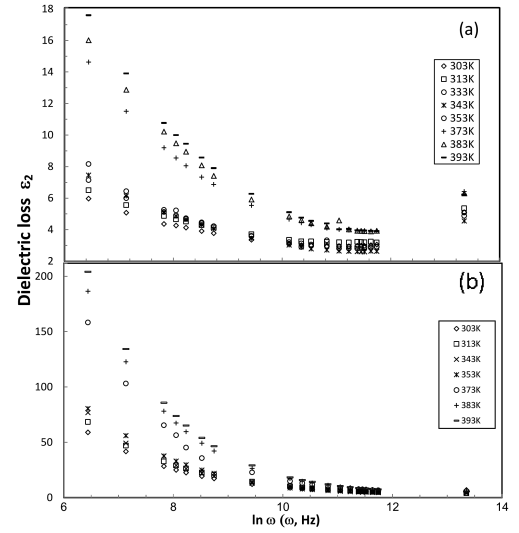 18
16
14
12
10
8
6
4
2
(a)
303K
313K
333K
343K
353K
373K
383K
393K
Dielectric loss ε2
200
150
100
50
0
(b)
303K
313K
343K
353K
373K
383K
393K
6 8 10 12 14
ln ω (ω, Hz)